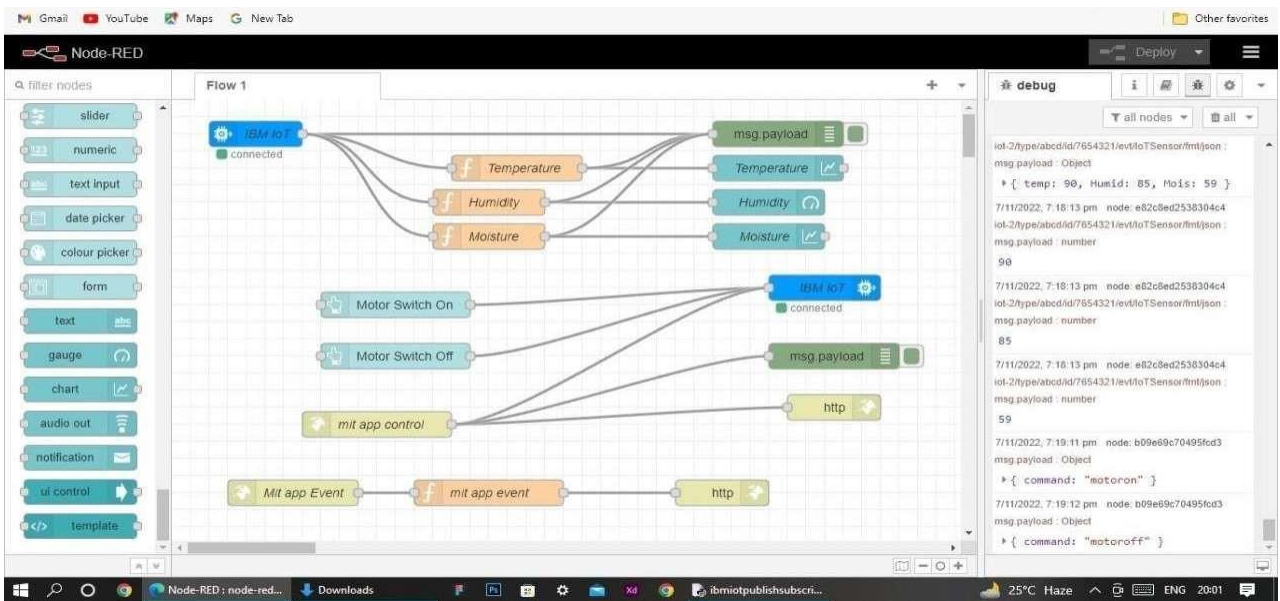 Gmail YouTube Maps New Tab Other favorites
Node-RED Deploy
filter nodes
slider
numeric
text input
date picker
colour picker
form
text
gauge
chart
audio out
notification
ui control
template
Flow 1
IBM IoT
connected
Temperature
Humidity
Moisture
msg.payload
Temperature
Humidity
Moisture
Motor Switch On
Motor Switch Off
IBM IoT
connected
msg.payload
mit app control
http
Mit app Event
mit app event
http
debug
all nodes all
iot-2/type/abcd/id/7654321/evt/IoTSensor/fmt/json :
msg.payload : Object
{ temp: 90, Humid: 85, Mois: 59 }
7/11/2022, 7:18:13 pm node: e82c8ed2538304c4
iot-2/type/abcd/id/7654321/evt/IoTSensor/fmt/json :
msg.payload : number
90
7/11/2022, 7:18:13 pm node: e82c8ed2538304c4
iot-2/type/abcd/id/7654321/evt/IoTSensor/fmt/json :
msg.payload : number
85
7/11/2022, 7:18:13 pm node: e82c8ed2538304c4
iot-2/type/abcd/id/7654321/evt/IoTSensor/fmt/json :
msg.payload : number
59
7/11/2022, 7:19:11 pm node: b09e69c70495fcd3
msg.payload : Object
{ command: "motoron" }
7/11/2022, 7:19:12 pm node: b09e69c70495fcd3
msg.payload : Object
{ command: "motoroff" }
Node-RED : node-red... Downloads ibmiotpublishsubscri... 25°C Haze ENG 20:01